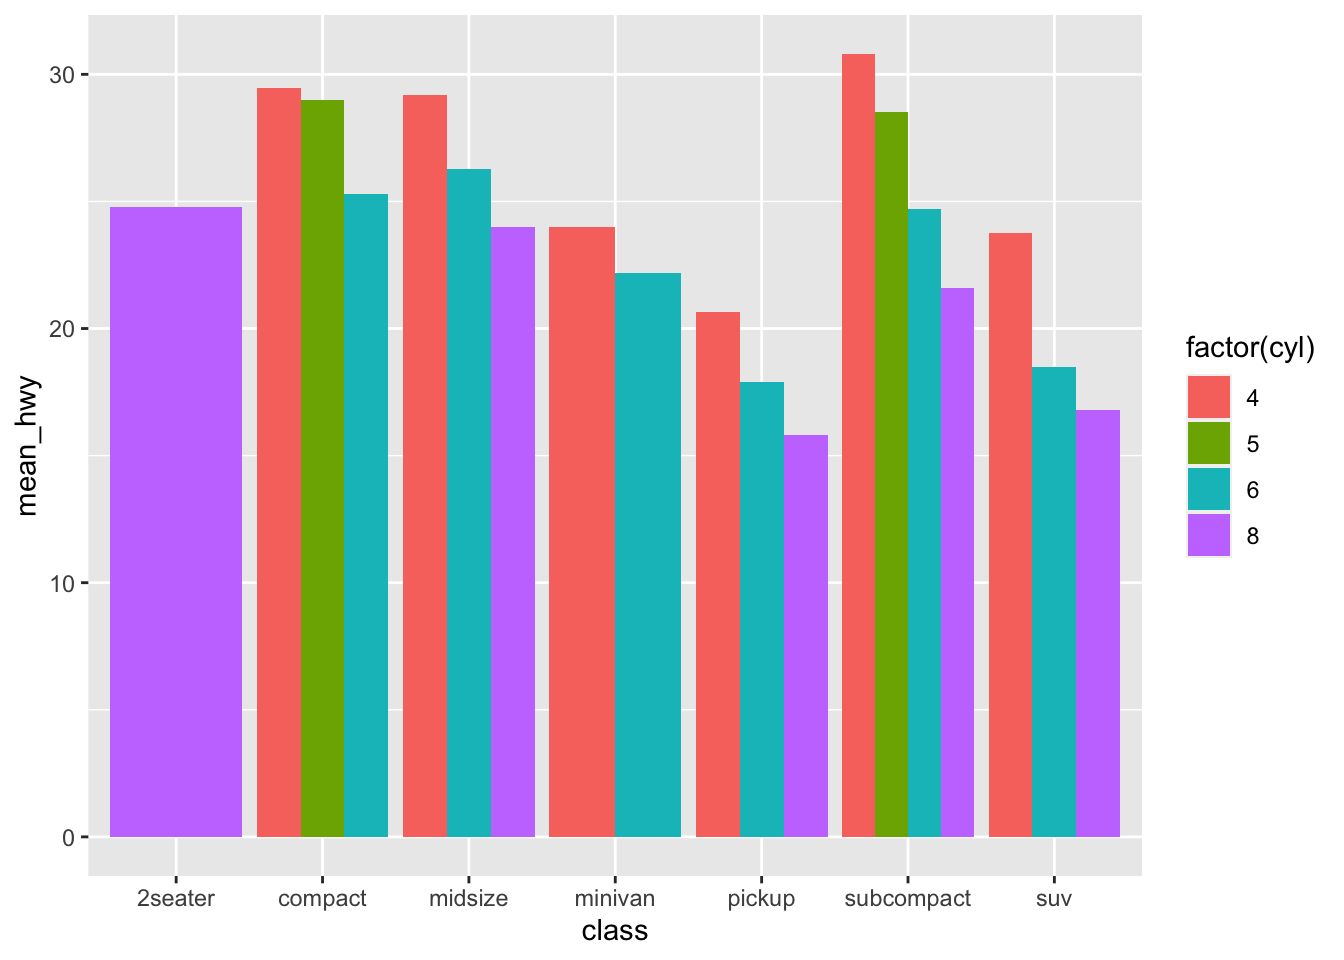 mean_hwy
30
20
10
0
2seater compact midsize minivan pickup subcompact suv
class
factor(cyl)
4
5
6
8